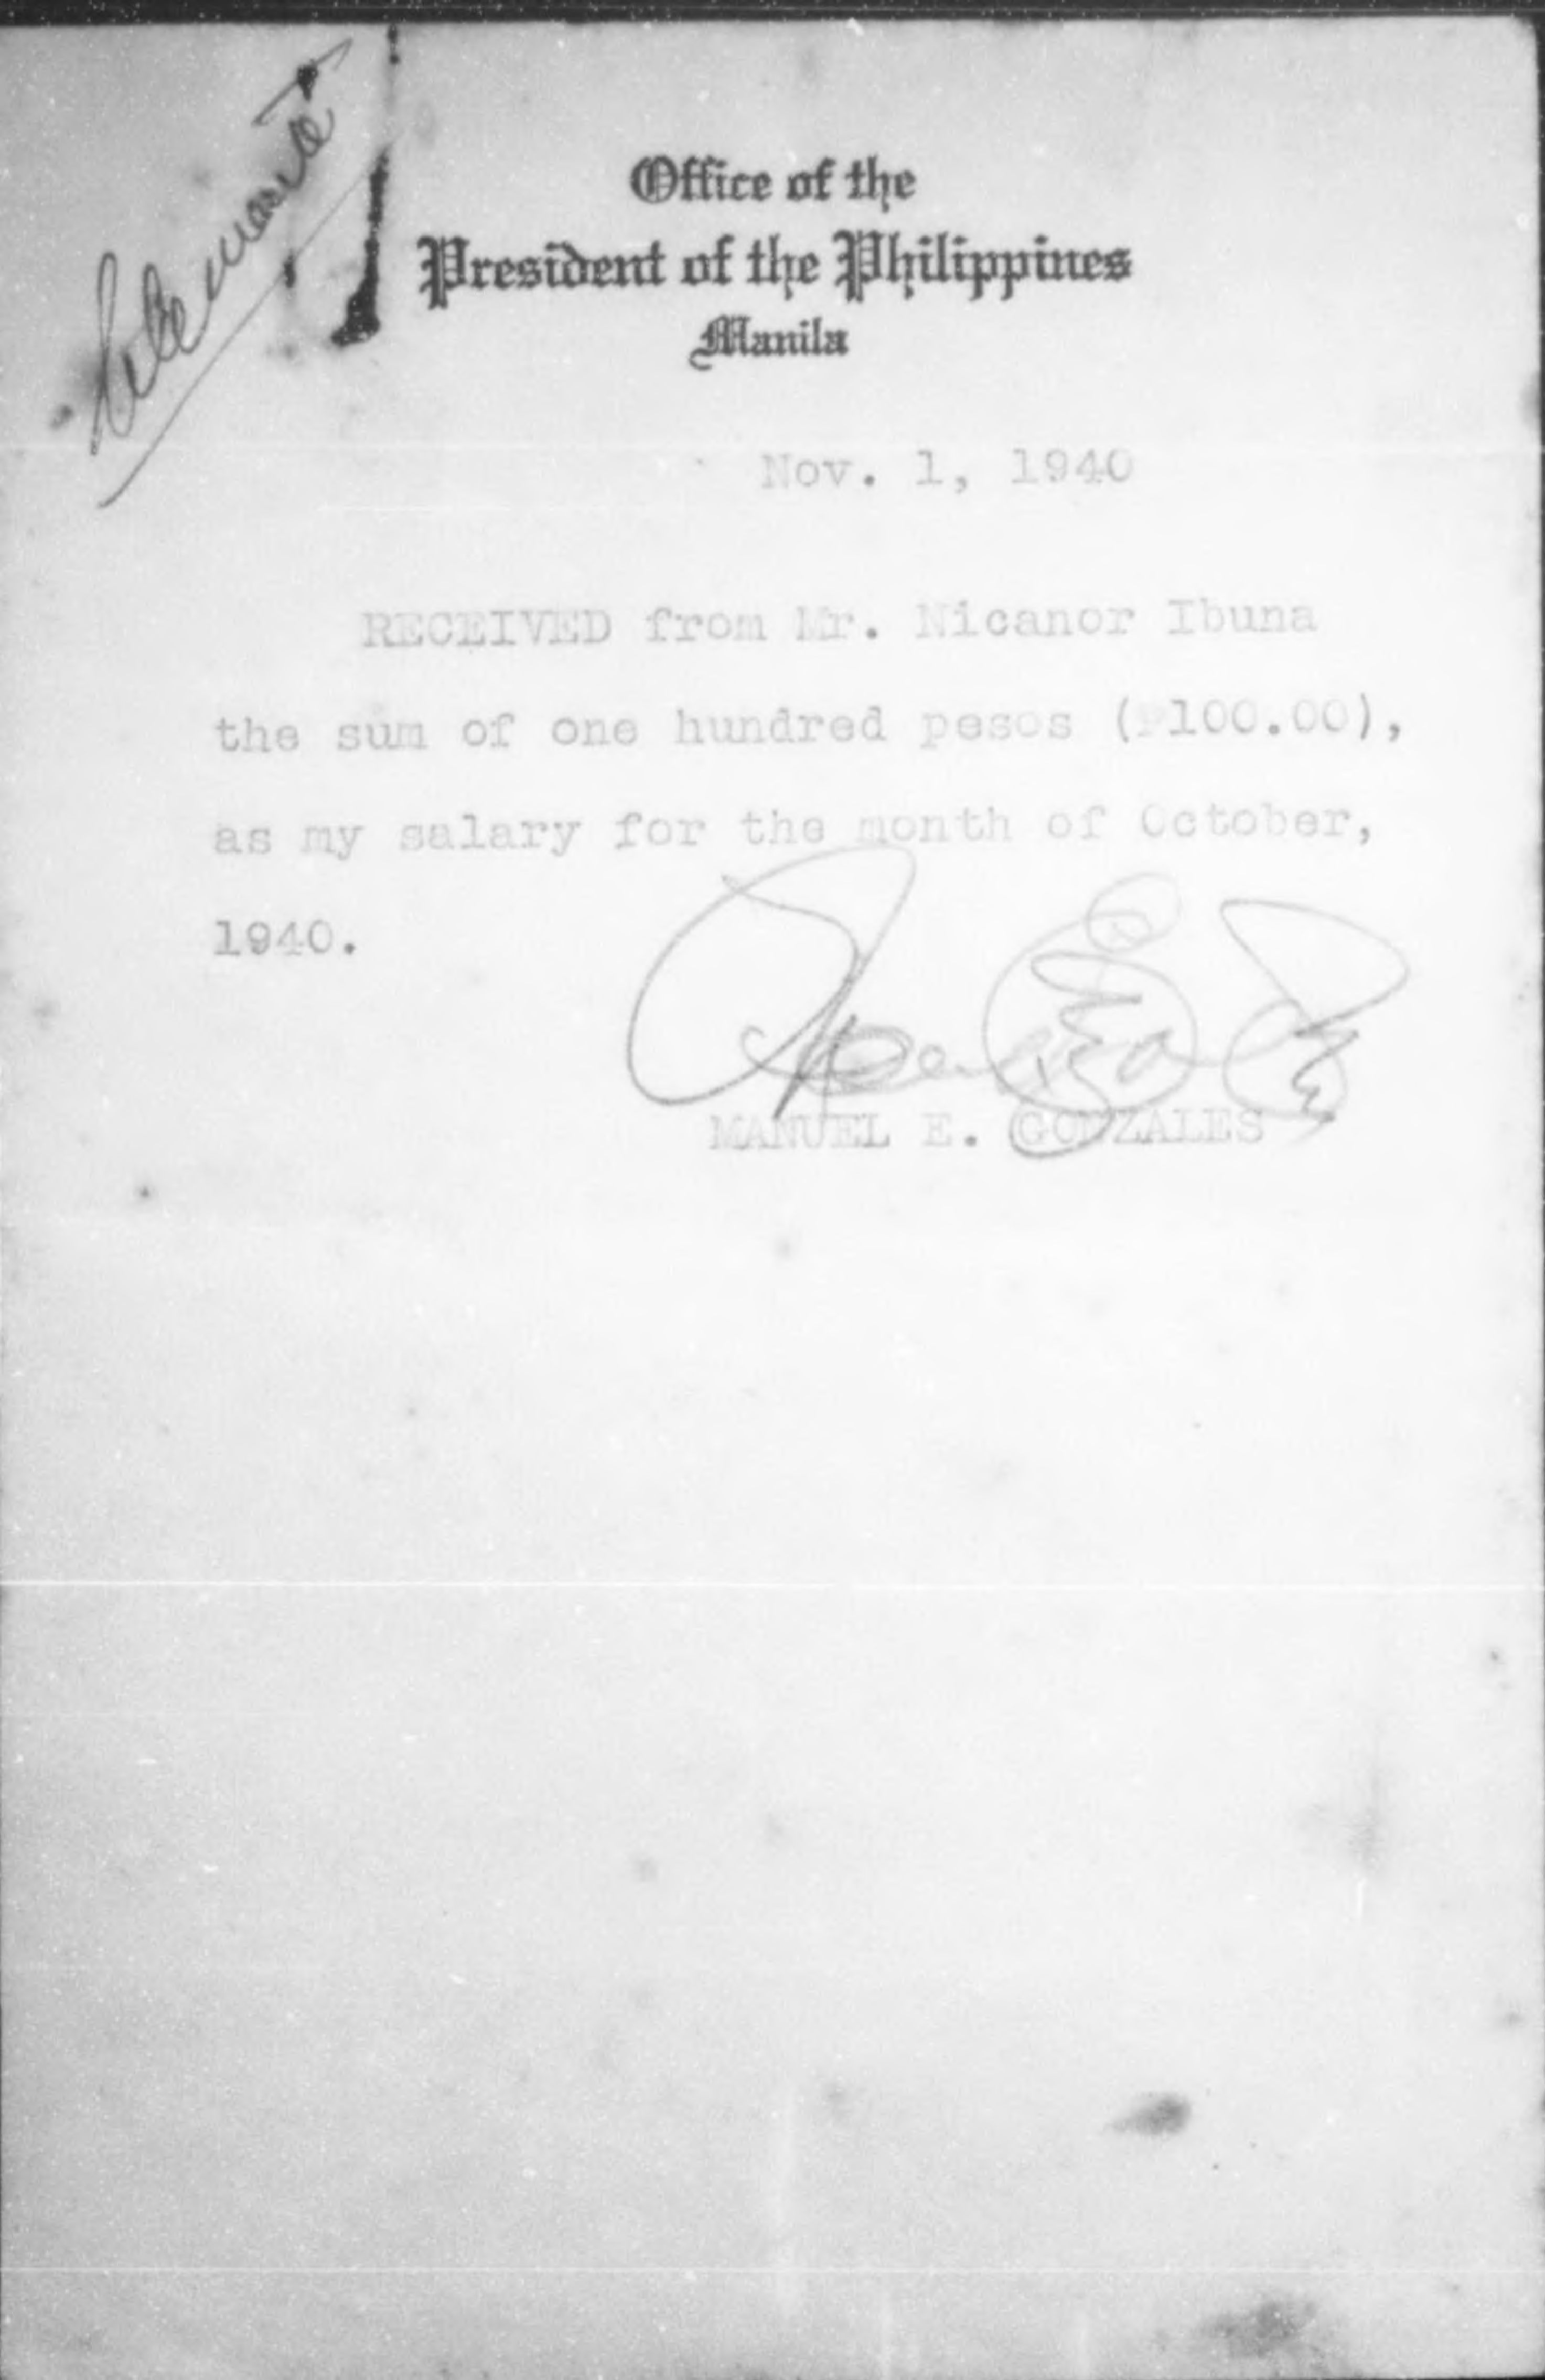 Office of the
President of the Philippines
Manila
Nov. 1, 1940
RECEIVED from Mr. Nicanor Ibuna
the sum of one hundred pesos (₱100.00),
as my salary for the month of October,
1940.
MANUEL E. GONZALES